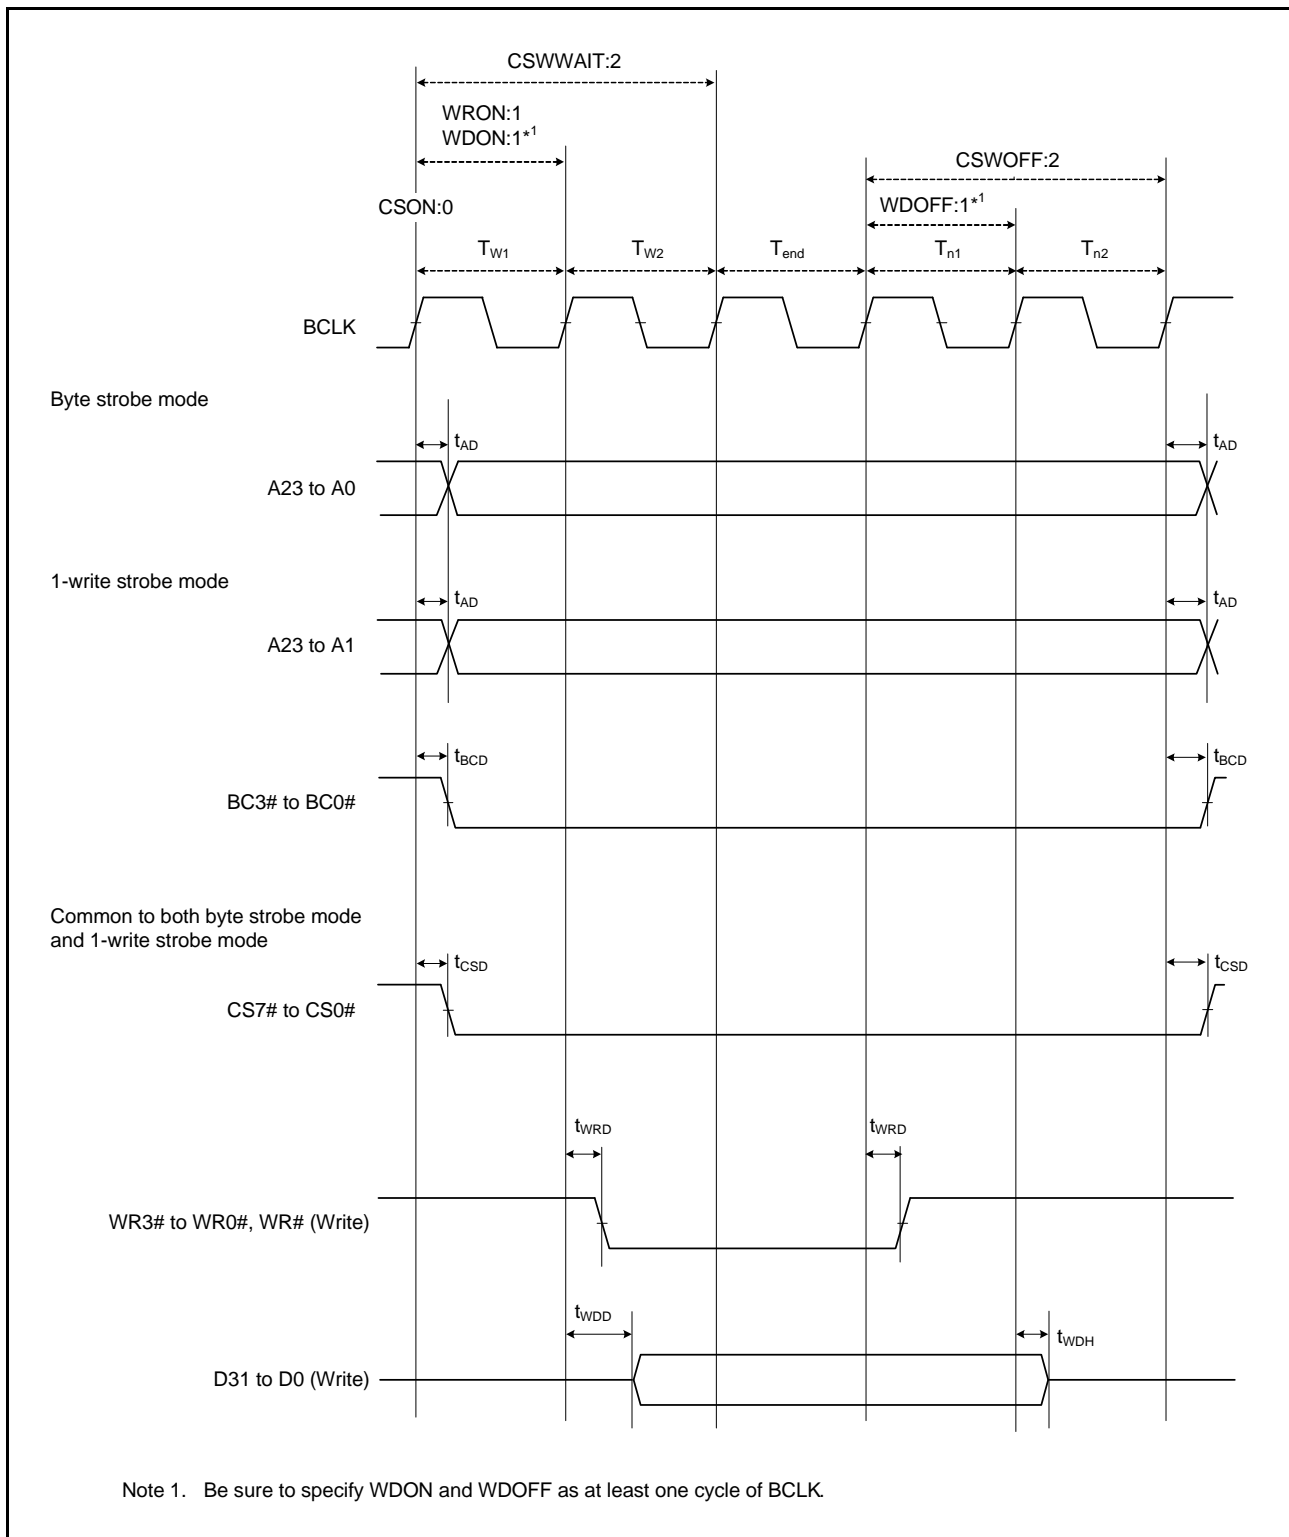 CSWWAIT:2
WRON:1
WDON:1*1
CSWOFF:2
WDOFF:1*1
CSON:0
TW1
TW2
Tend
Tn1
Tn2
BCLK
Byte strobe mode
tAD
tAD
A23 to A0
1-write strobe mode
tAD
tAD
A23 to A1
tBCD
tBCD
BC3# to BC0#
Common to both byte strobe mode
and 1-write strobe mode
tCSD
tCSD
CS7# to CS0#
tWRD
tWRD
WR3# to WR0#, WR# (Write)
tWDD
tWDH
D31 to D0 (Write)
Note 1. Be sure to specify WDON and WDOFF as at least one cycle of BCLK.